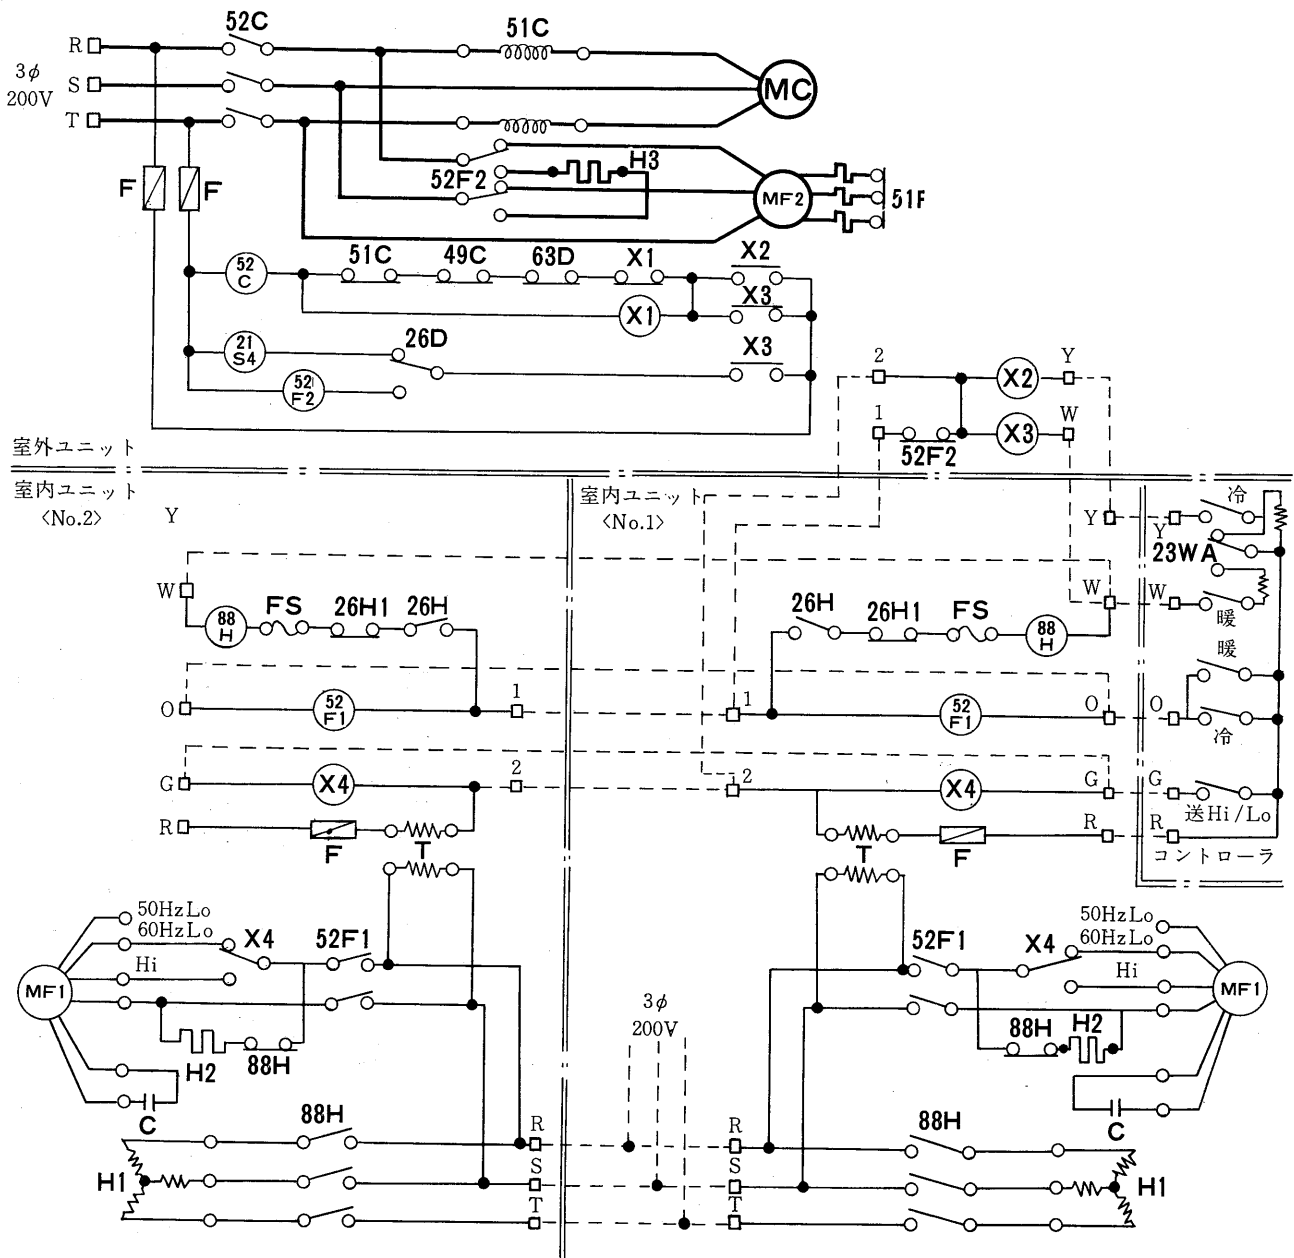 52C
51C
R
3φ
200V
S
MC
T
F
F
52F2
H3
MF2
51F
52
C
51C
49C
63D
X1
X2
X3
X1
21
S4
26D
X3
52
F2
2
X2
Y
1
52F2
X3
W
室外ユニット
室内ユニット
〈No.2〉
Y
室内ユニット
〈No.1〉
Y
Y
冷
23WA
W
88
H
FS
26H1
26H
26H
26H1
FS
88
H
W
W
暖
暖
O
52
F1
1
1
52
F1
O
O
冷
G
X4
2
2
X4
G
G
送Hi/Lo
R
F
T
T
F
R
R
コントローラ
50HzLo
60HzLo
X4
52F1
Hi
MF1
H2
88H
C
3φ
200V
52F1
X4
50HzLo
60HzLo
Hi
MF1
88H
H2
C
88H
R
S
T
H1
R
S
T
88H
H1